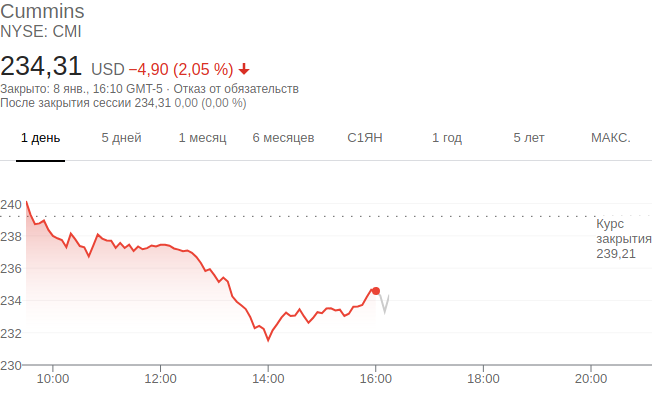 Cummins
NYSE: CMI
234,31 USD −4,90 (2,05 %)
Закрыто: 8 янв., 16:10 GMT-5 · Отказ от обязательств
После закрытия сессии 234,31 0,00 (0,00 %)
1 день 5 дней 1 месяц 6 месяцев С1ЯН 1 год 5 лет МАКС.
240
238
236
234
232
230
Курс
закрытия
239,21
10:00 12:00 14:00 16:00 18:00 20:00